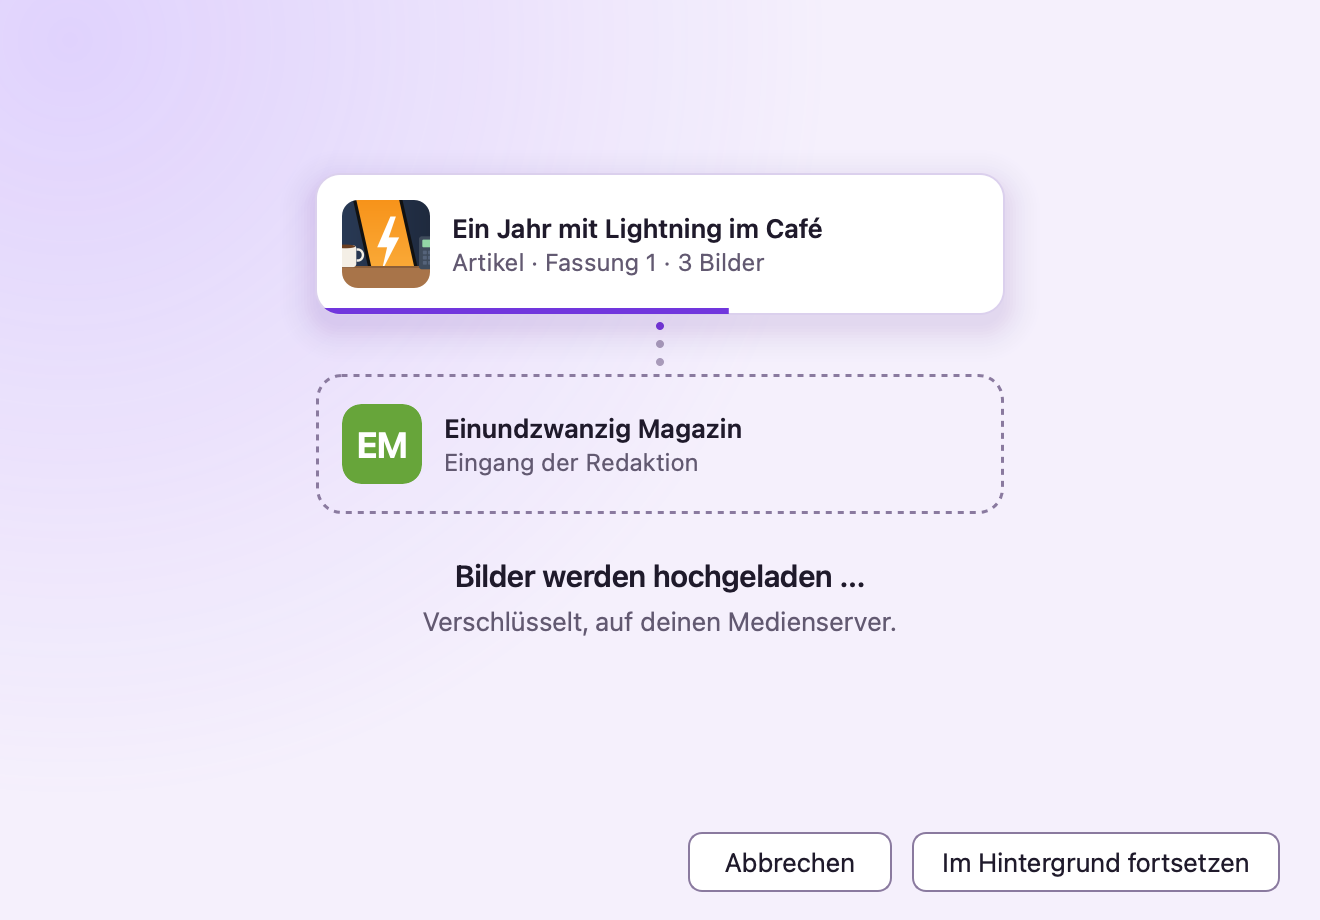 Ein Jahr mit Lightning im Café
Artikel · Fassung 1 · 3 Bilder
EM
Einundzwanzig Magazin
Eingang der Redaktion
Bilder werden hochgeladen ...
Verschlüsselt, auf deinen Medienserver.
Abbrechen
Im Hintergrund fortsetzen